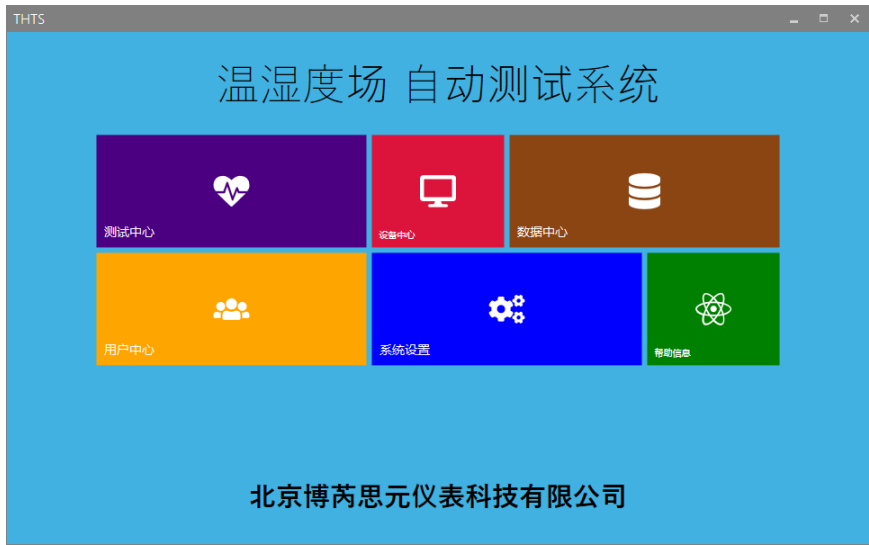 THTS
温湿度场 自动测试系统
测试中心
设备中心
数据中心
用户中心
系统设置
帮助信息
北京博芮思元仪表科技有限公司